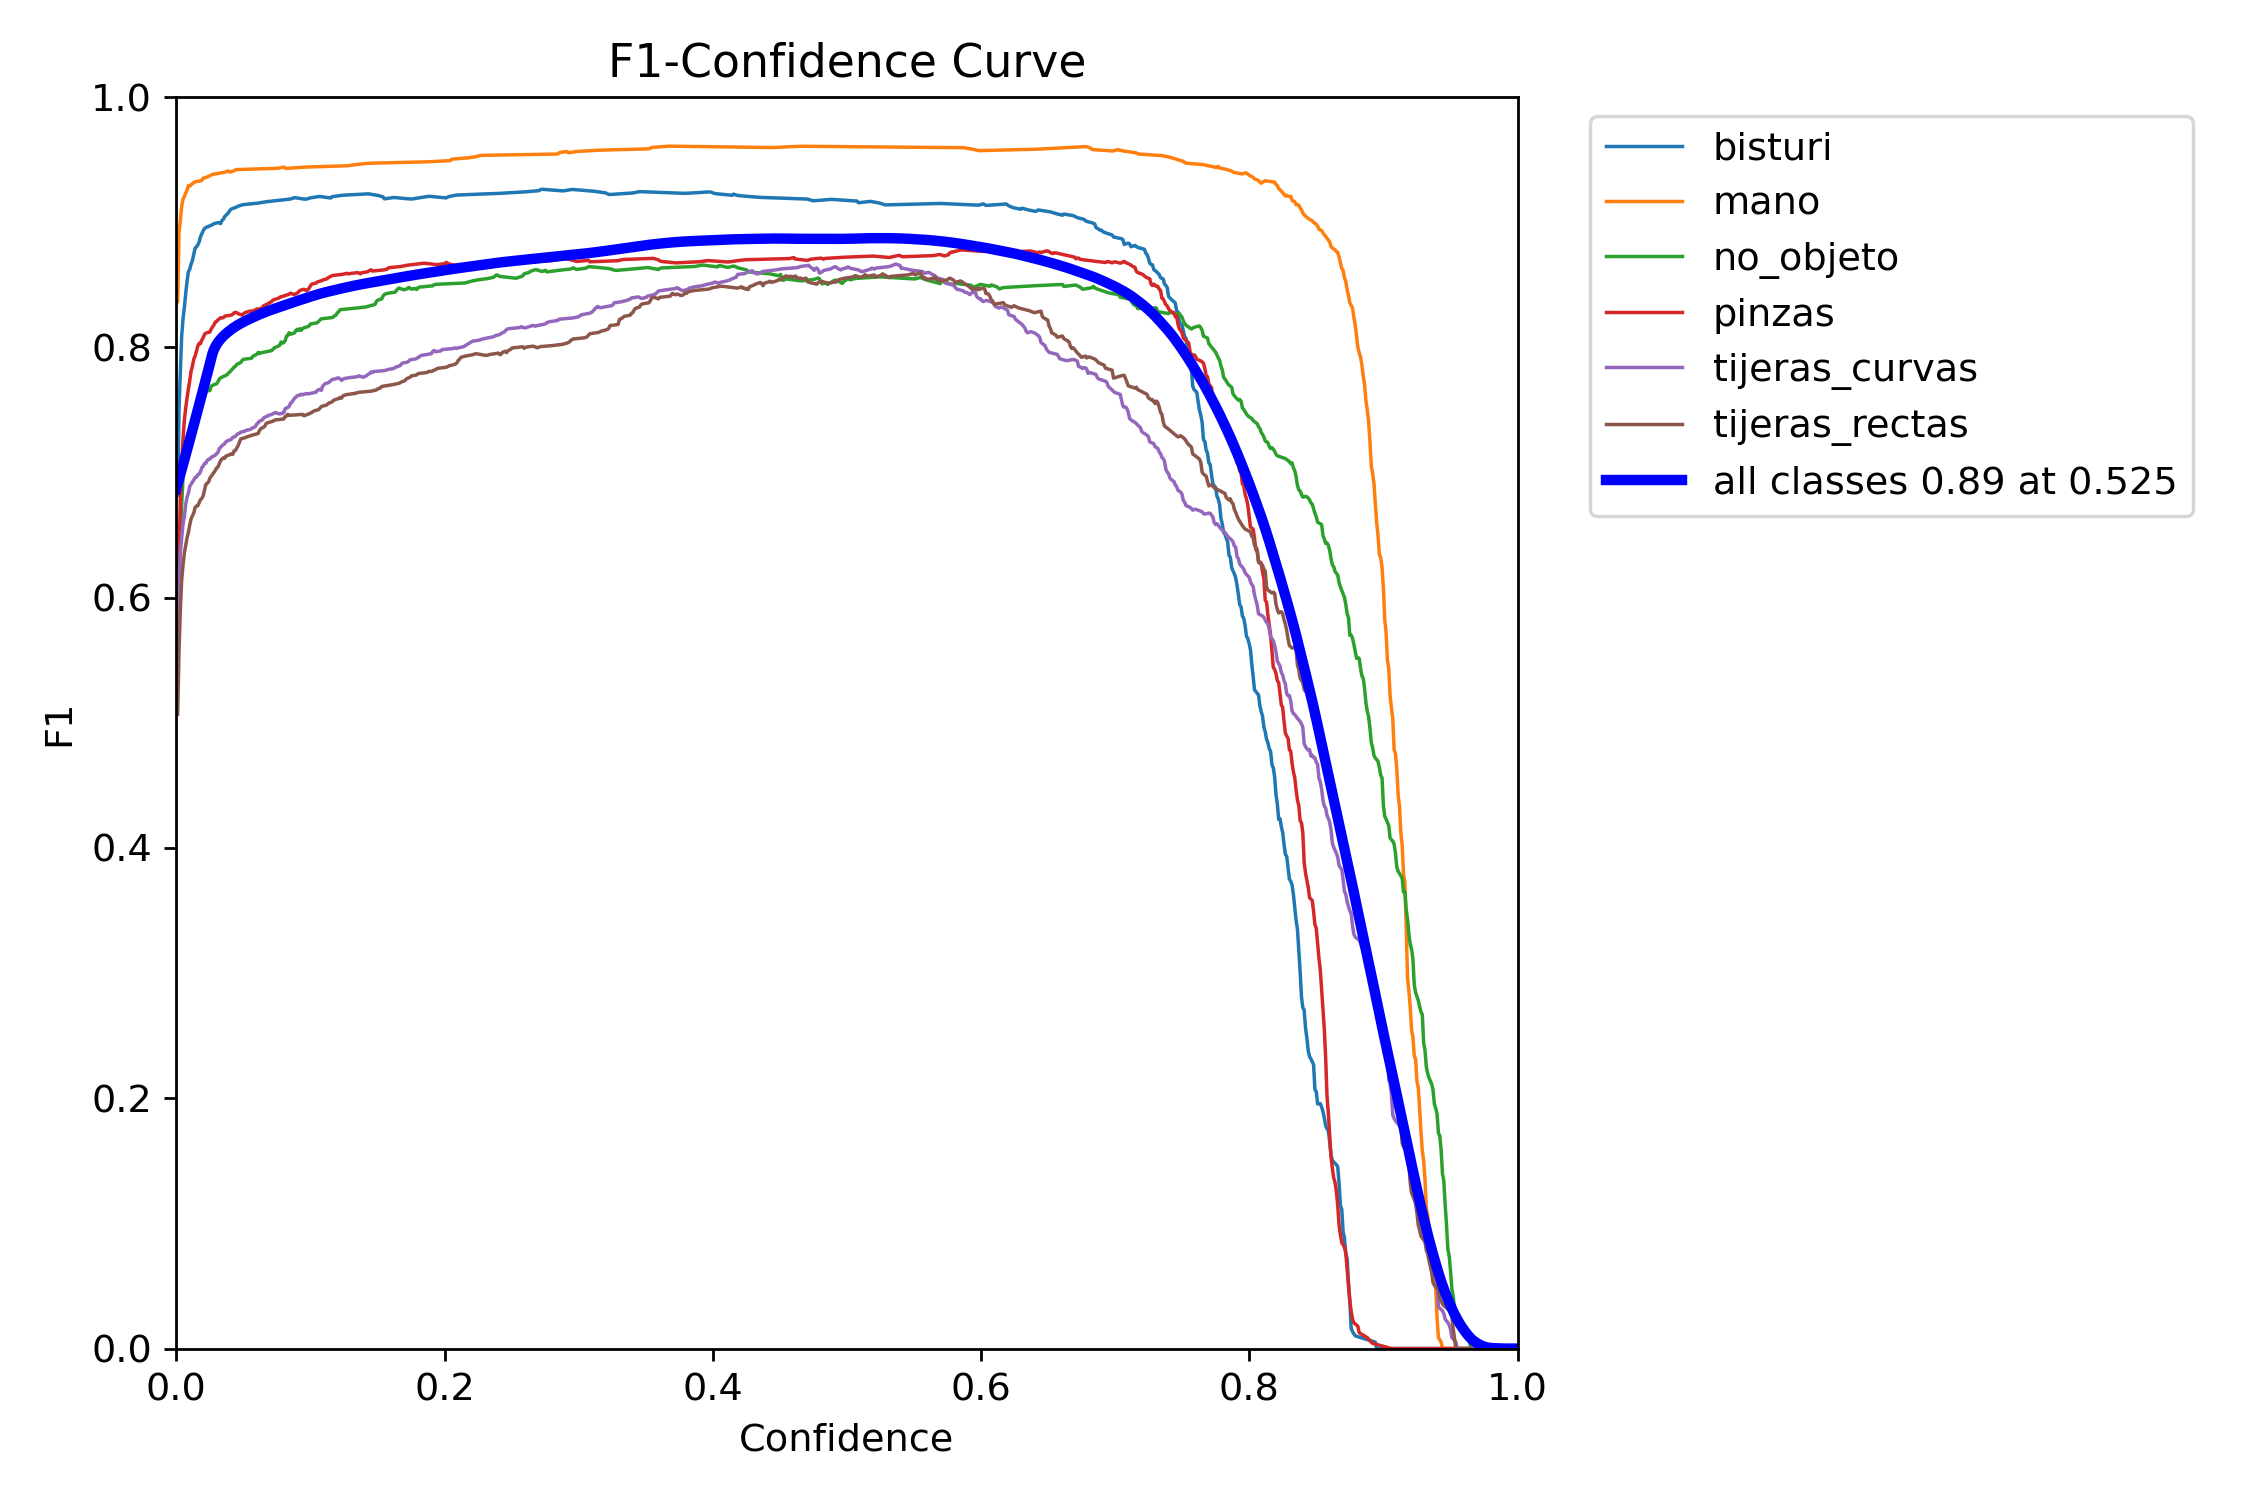 F1-Confidence Curve
1.0
0.8
0.6
0.4
0.2
0.0
F1
0.0 0.2 0.4 0.6 0.8 1.0
Confidence
bisturi
mano
no_objeto
pinzas
tijeras_curvas
tijeras_rectas
all classes 0.89 at 0.525